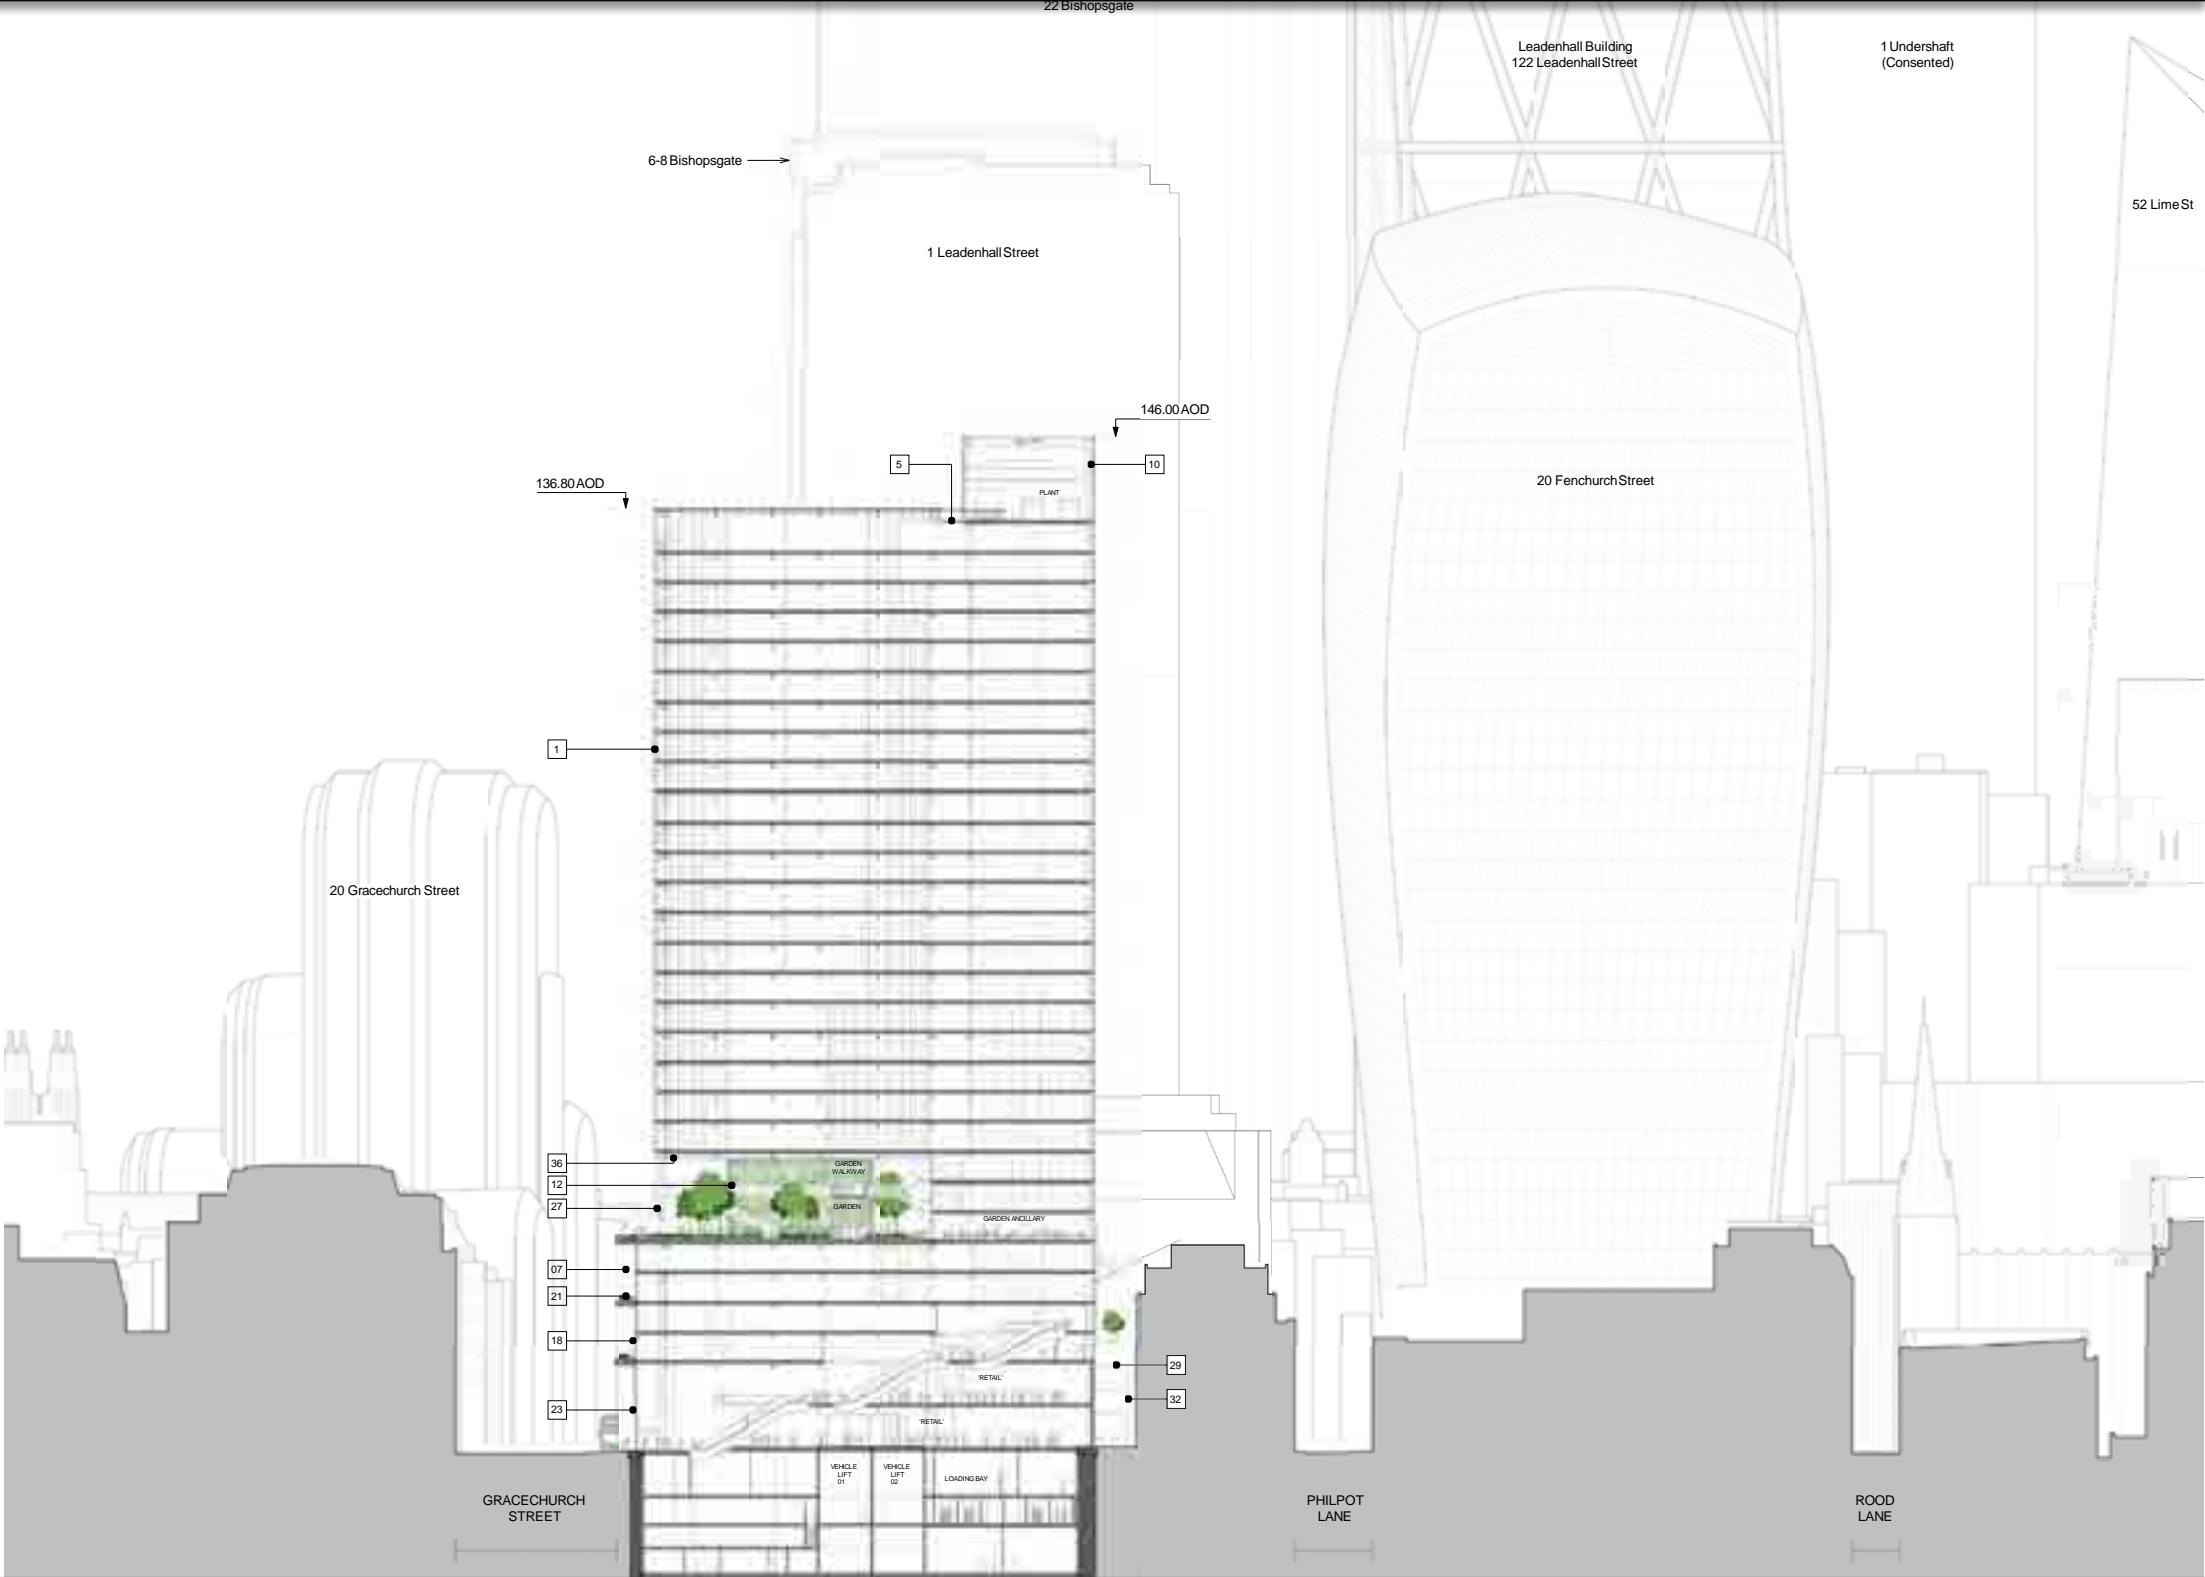 22 Bishopsgate
Leadenhall Building
122 Leadenhall Street
1 Undershaft
(Consented)
6-8 Bishopsgate
52 Lime St
1 Leadenhall Street
146.00 AOD
5
10
136.80 AOD
20 Fenchurch Street
PLANT
1
20 Gracechurch Street
36
GARDEN
WALKWAY
12
27
GARDEN
GARDEN ANCILLARY
07
21
18
29
'RETAIL'
32
23
'RETAIL'
VEHICLE
LIFT
01
VEHICLE
LIFT
02
LOADING BAY
GRACECHURCH
STREET
PHILPOT
LANE
ROOD
LANE